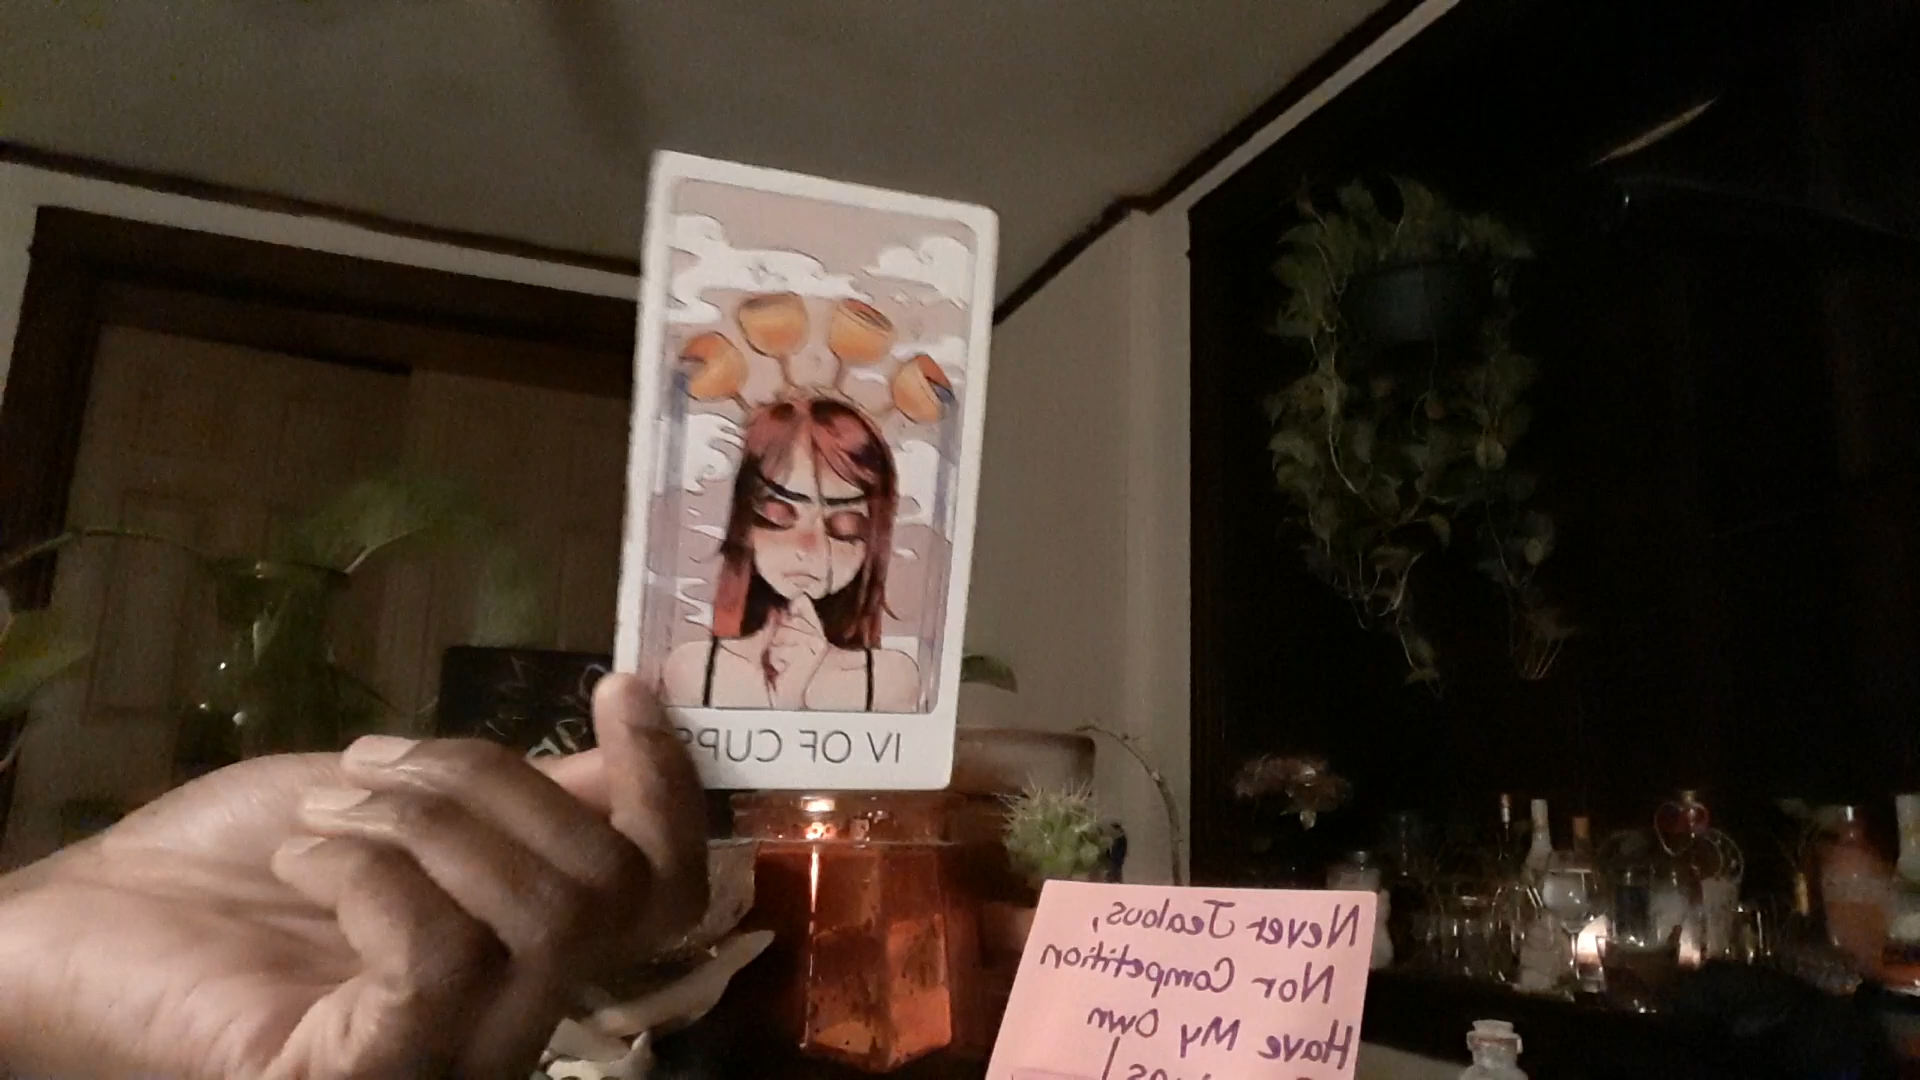 IV OF CUPS
Never Jealous,
Nor Competition
Have My Own